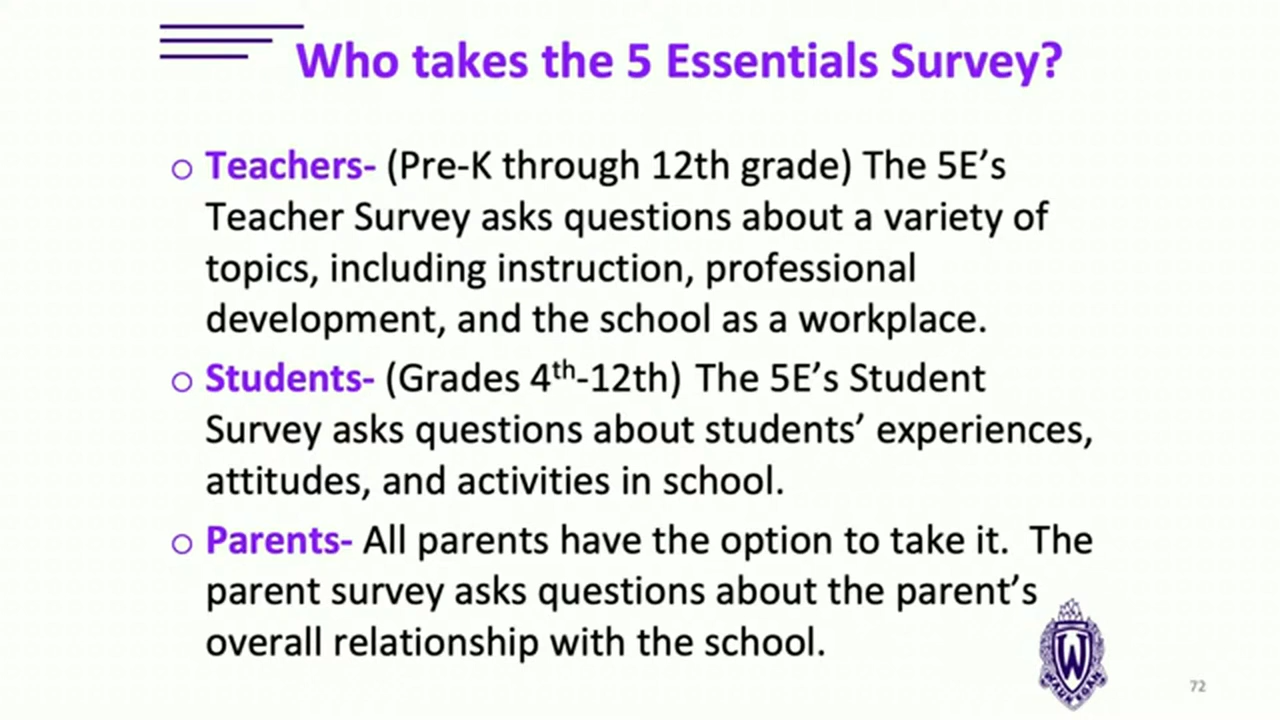 Who takes the 5 Essentials Survey?
○ Teachers- (Pre-K through 12th grade) The 5E’s
Teacher Survey asks questions about a variety of
topics, including instruction, professional
development, and the school as a workplace.
○ Students- (Grades 4th-12th) The 5E’s Student
Survey asks questions about students’ experiences,
attitudes, and activities in school.
○ Parents- All parents have the option to take it.  The
parent survey asks questions about the parent’s
overall relationship with the school.
W
WAUKEGAN
72